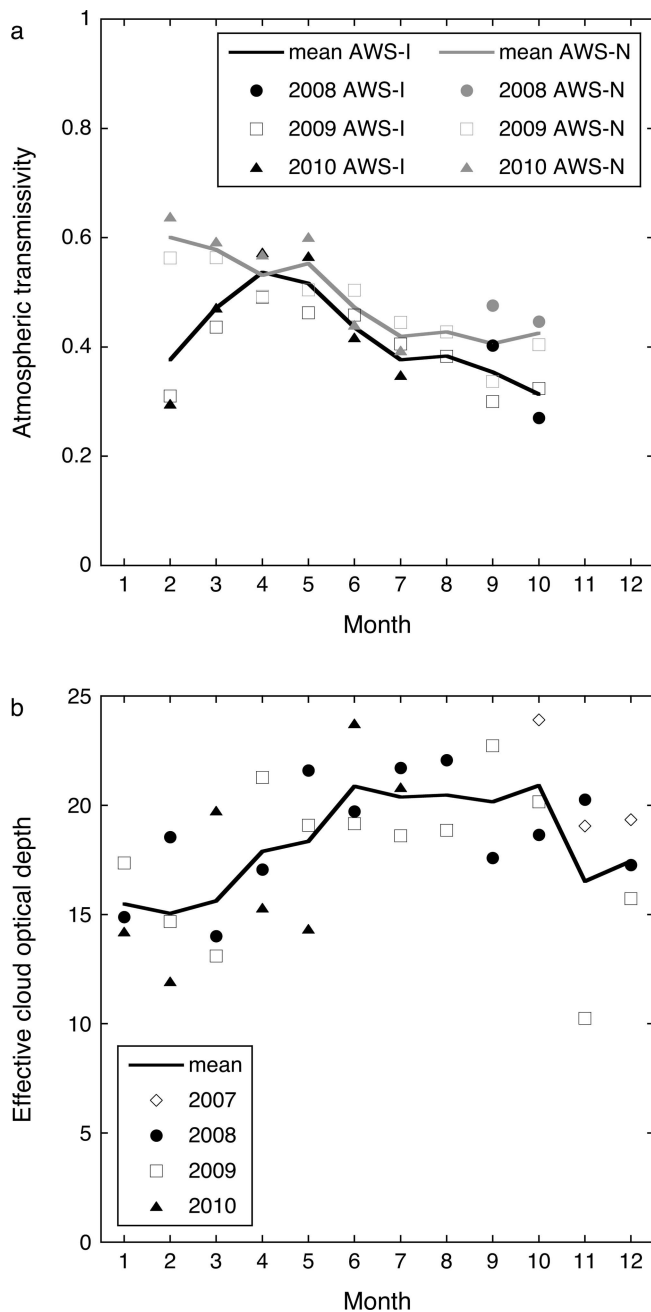 a
1
0.8
0.6
0.4
0.2
0
Atmospheric transmissivity
mean AWS-I mean AWS-N
2008 AWS-I 2008 AWS-N
2009 AWS-I 2009 AWS-N
2010 AWS-I 2010 AWS-N
1 2 3 4 5 6 7 8 9 10 11 12
Month
b
25
20
15
10
5
0
Effective cloud optical depth
mean
2007
2008
2009
2010
1 2 3 4 5 6 7 8 9 10 11 12
Month